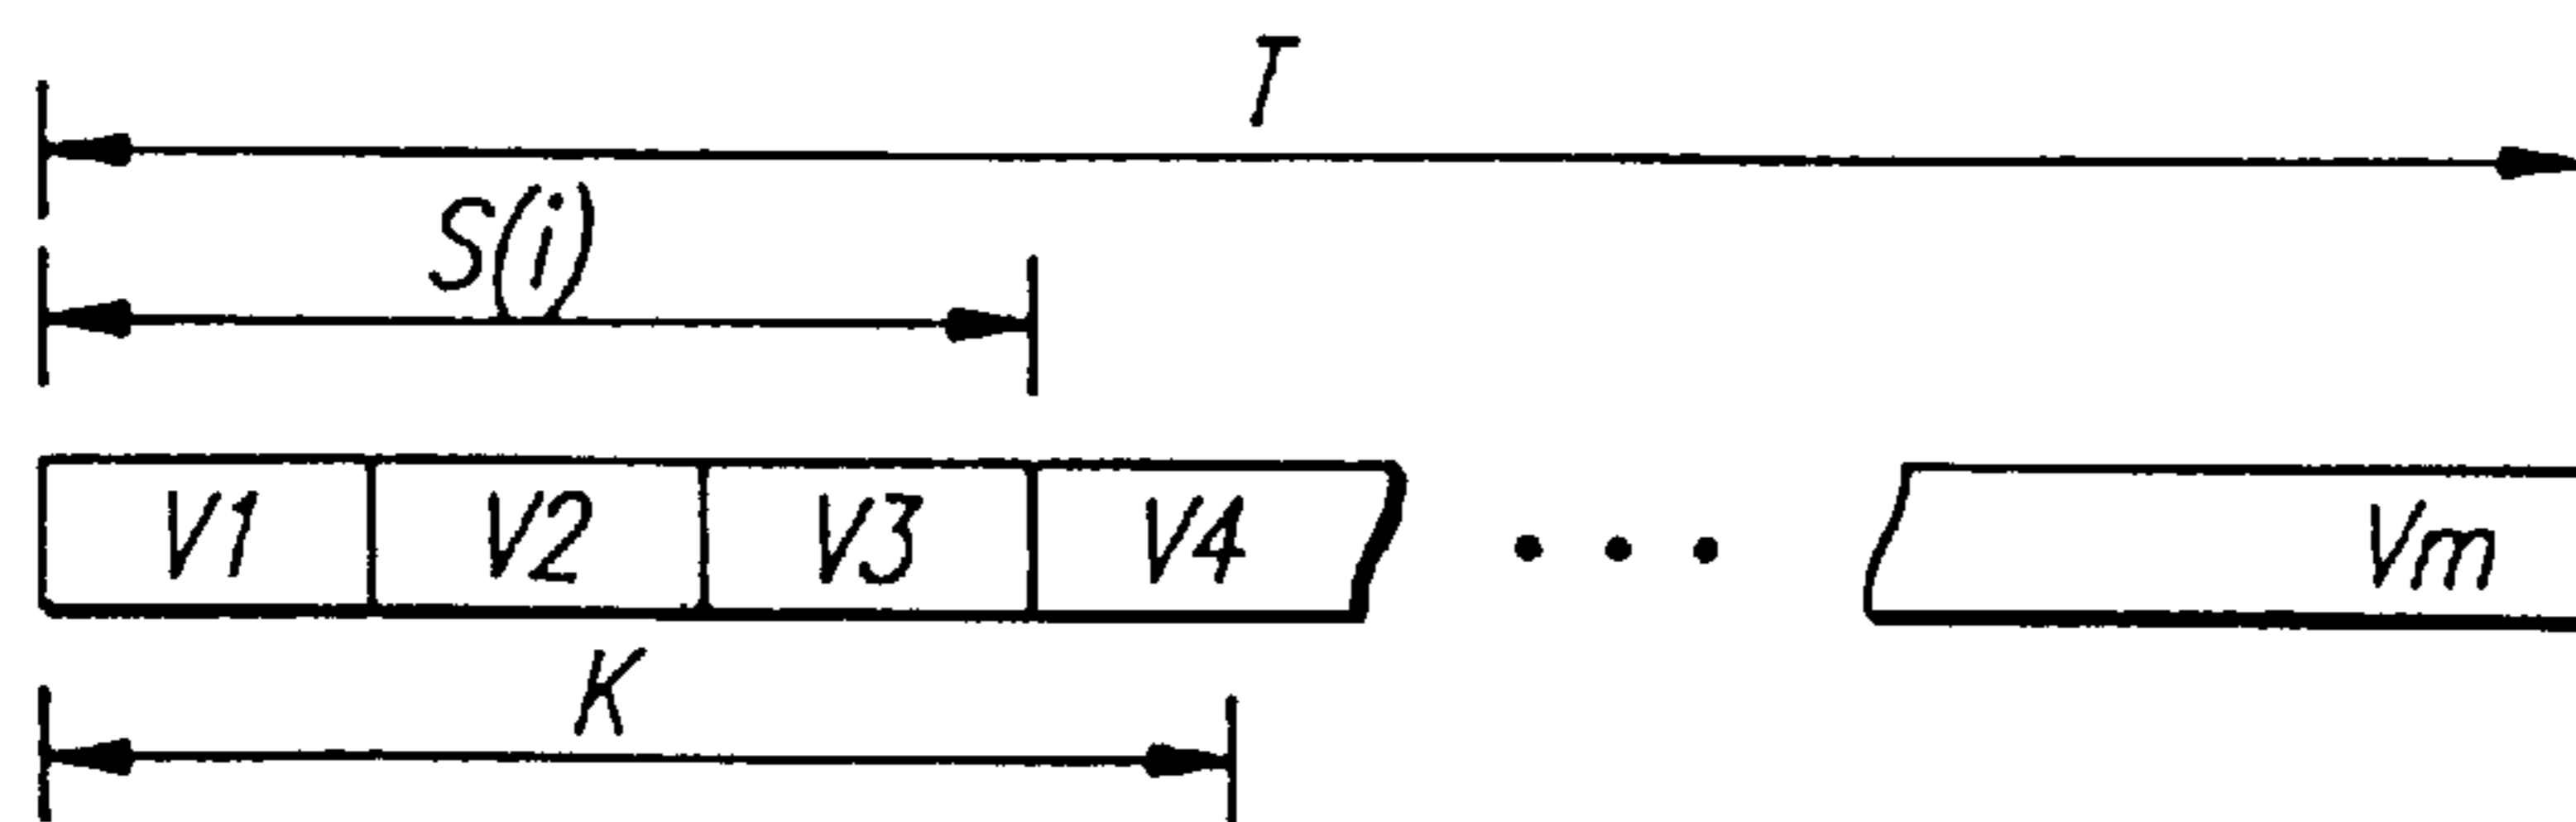 T
S(i)
V1 V2 V3 V4 • • • Vm
K